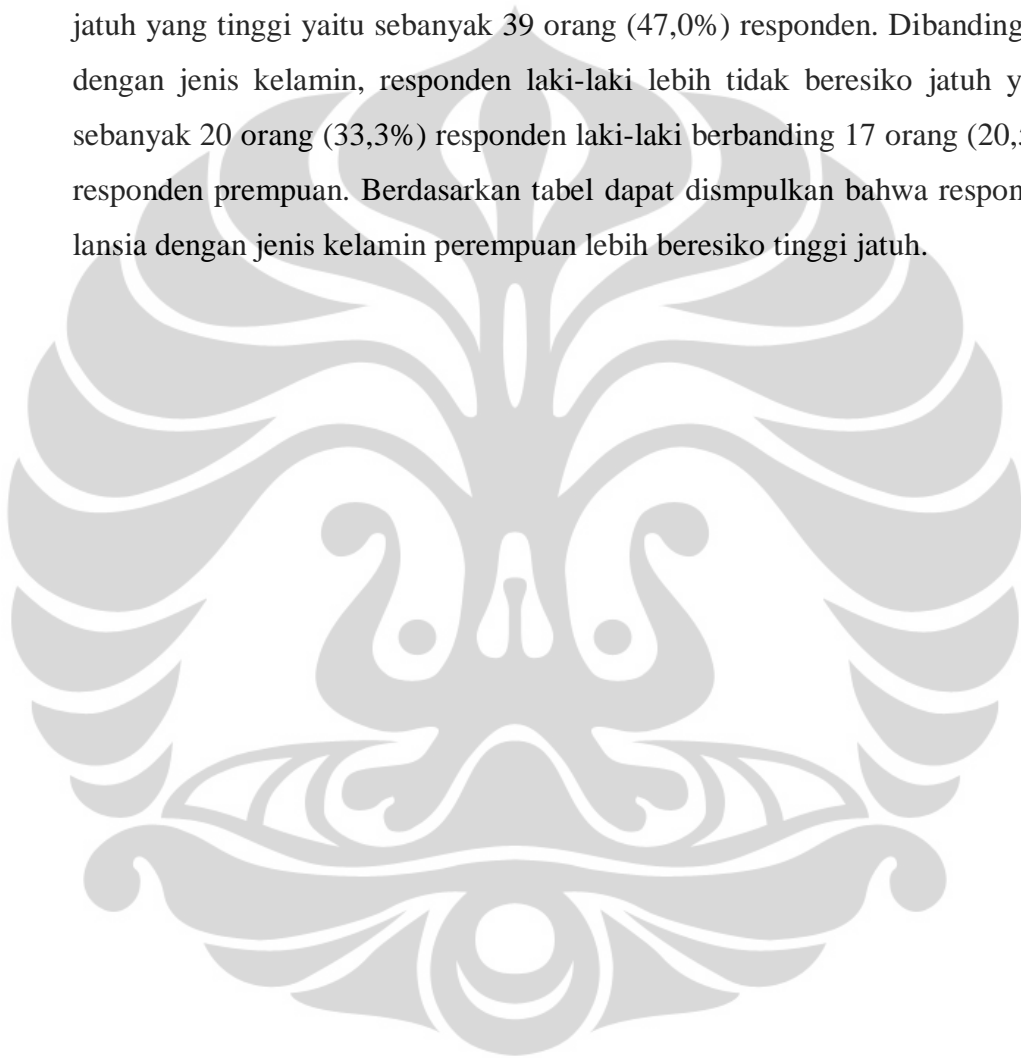 jatuh yang tinggi yaitu sebanyak 39 orang (47,0%) responden. Dibanding
dengan jenis kelamin, responden laki-laki lebih tidak beresiko jatuh y
sebanyak 20 orang (33,3%) responden laki-laki berbanding 17 orang (20,
responden prempuan. Berdasarkan tabel dapat dismpulkan bahwa respon
lansia dengan jenis kelamin perempuan lebih beresiko tinggi jatuh.